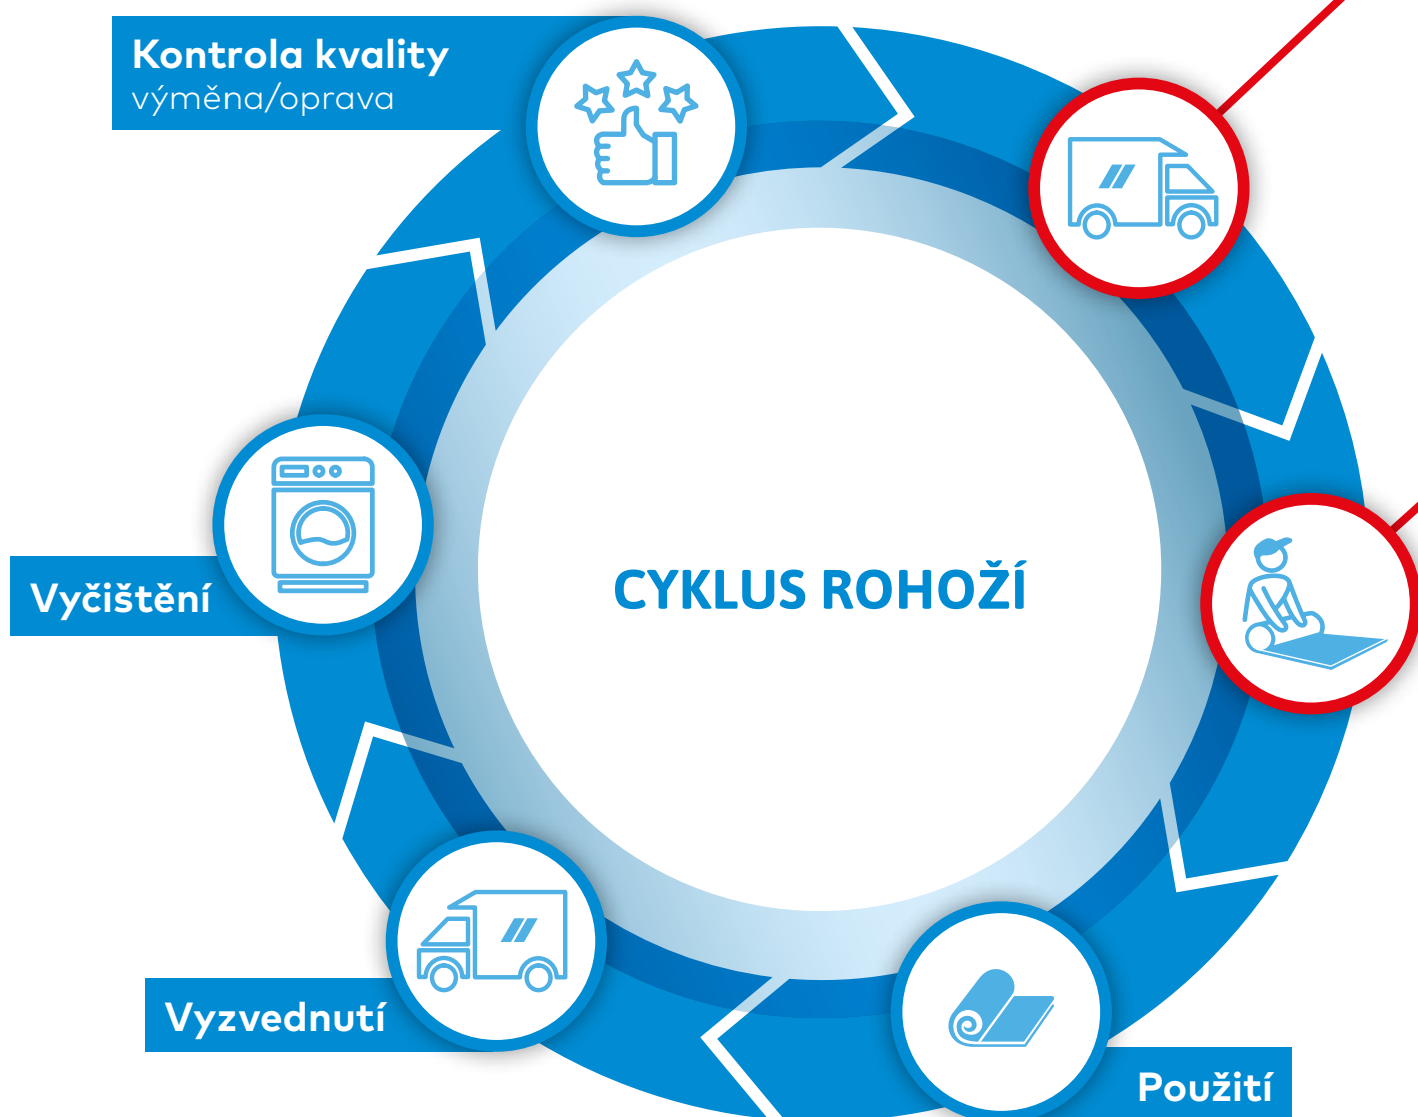 Kontrola kvality
výměna/oprava
CYKLUS ROHOŽÍ
Vyčištění
Vyzvednutí
Použití